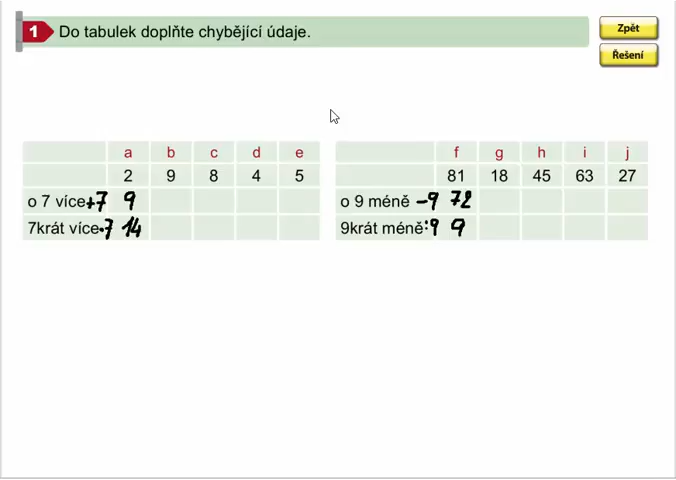 1 Do tabulek doplňte chybějící údaje.
Zpět
Řešení
a b c d e
2 9 8 4 5
o 7 více +7 9
7krát více ·7 14
f g h i j
81 18 45 63 27
o 9 méně -9 72
9krát méně :9 9